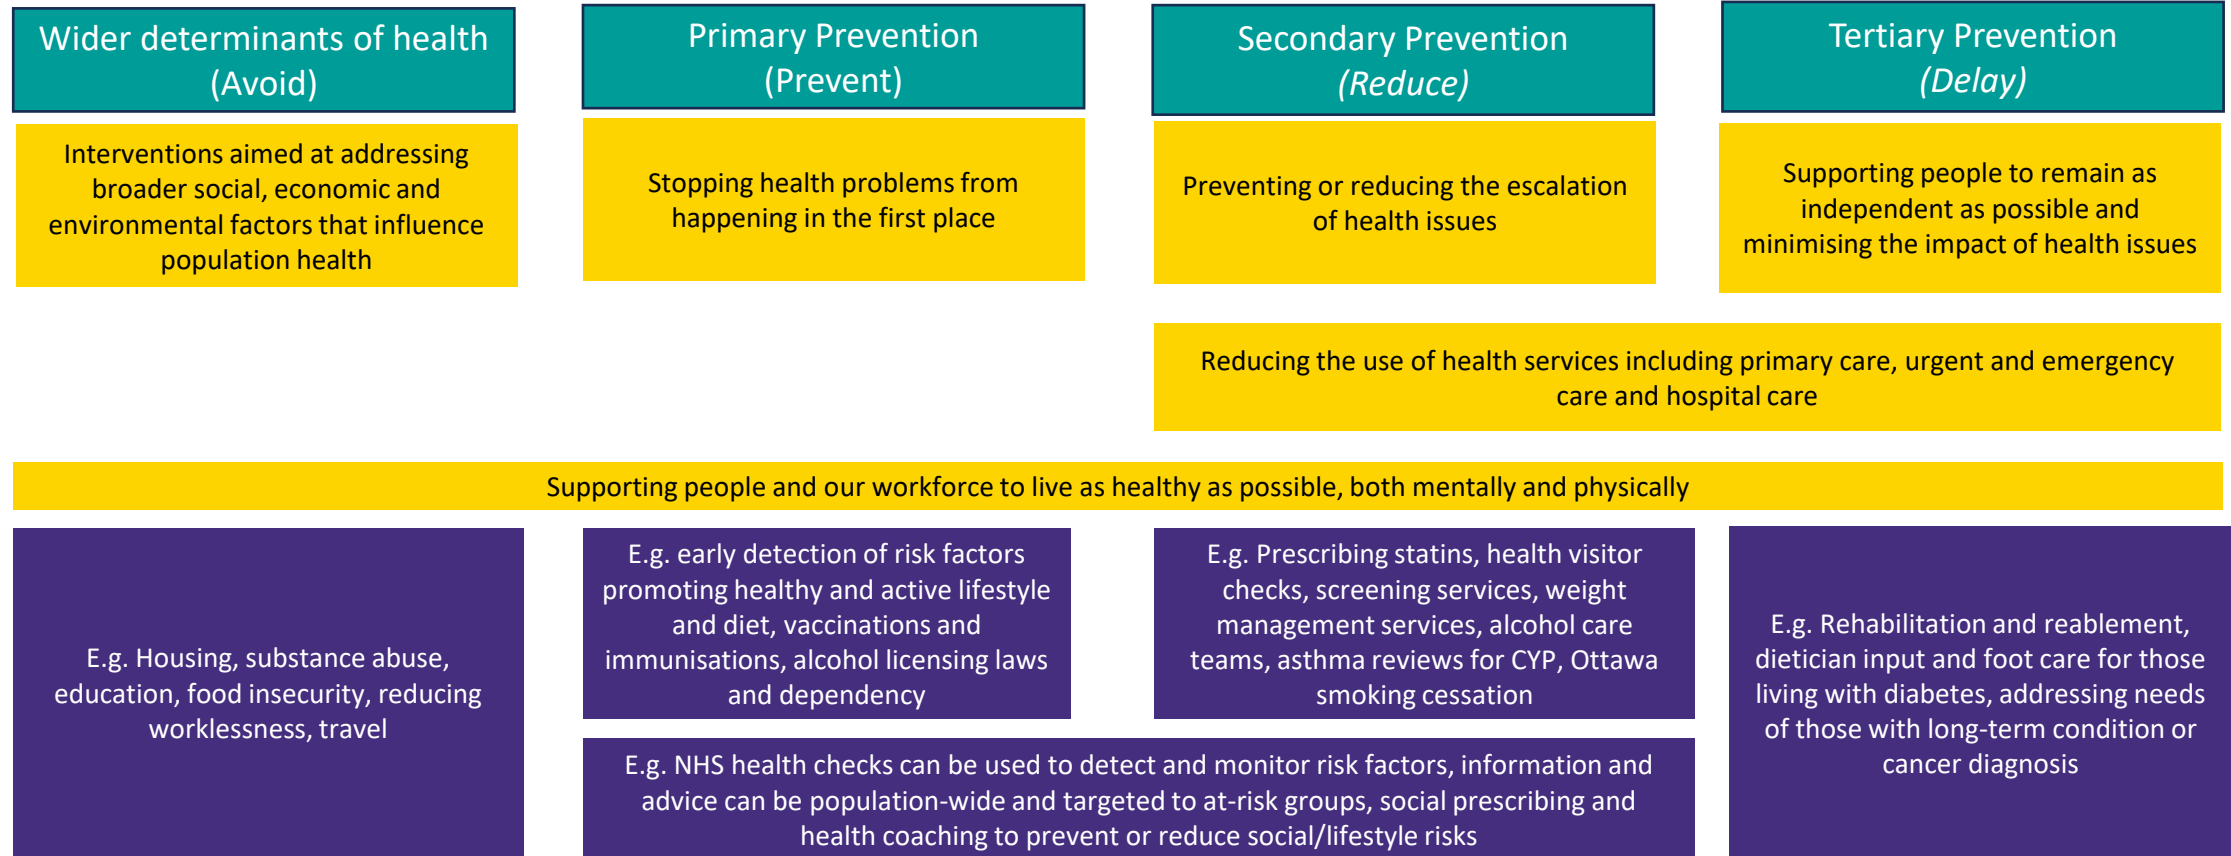 Wider determinants of health
(Avoid)
Primary Prevention
(Prevent)
Secondary Prevention
(Reduce)
Tertiary Prevention
(Delay)
Interventions aimed at addressing
broader social, economic and
environmental factors that influence
population health
Stopping health problems from
happening in the first place
Preventing or reducing the escalation
of health issues
Supporting people to remain as
independent as possible and
minimising the impact of health issues
Reducing the use of health services including primary care, urgent and emergency
care and hospital care
Supporting people and our workforce to live as healthy as possible, both mentally and physically
E.g. Housing, substance abuse,
education, food insecurity, reducing
worklessness, travel
E.g. early detection of risk factors
promoting healthy and active lifestyle
and diet, vaccinations and
immunisations, alcohol licensing laws
and dependency
E.g. Prescribing statins, health visitor
checks, screening services, weight
management services, alcohol care
teams, asthma reviews for CYP, Ottawa
smoking cessation
E.g. Rehabilitation and reablement,
dietician input and foot care for those
living with diabetes, addressing needs
of those with long-term condition or
cancer diagnosis
E.g. NHS health checks can be used to detect and monitor risk factors, information and
advice can be population-wide and targeted to at-risk groups, social prescribing and
health coaching to prevent or reduce social/lifestyle risks